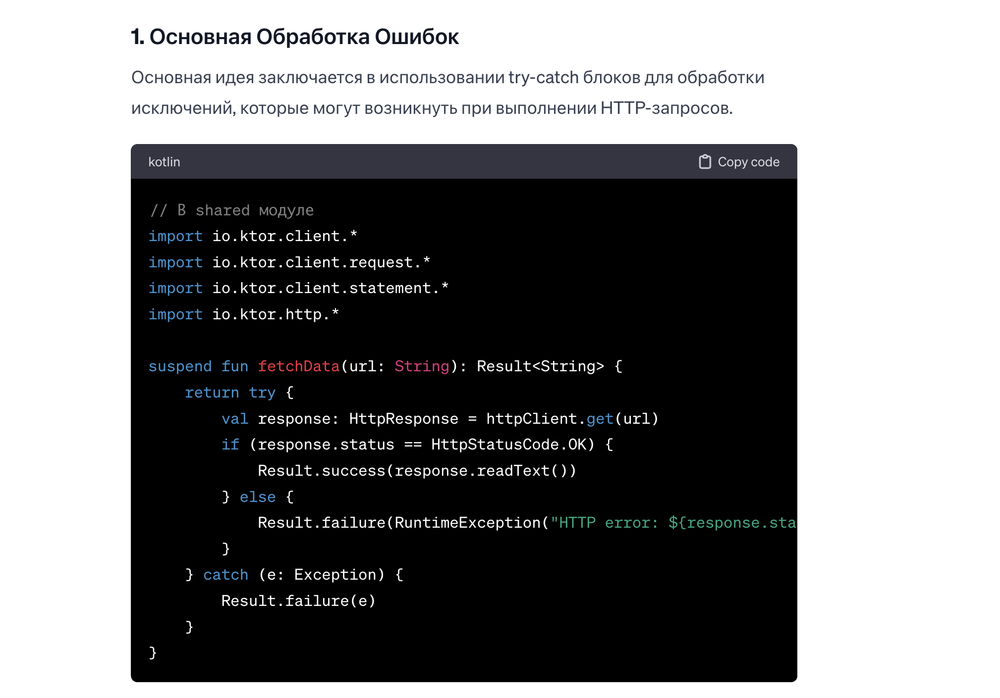 1. Основная Обработка Ошибок
Основная идея заключается в использовании try-catch блоков для обработки
исключений, которые могут возникнуть при выполнении HTTP-запросов.
kotlin
Copy code
// В shared модуле
import io.ktor.client.*
import io.ktor.client.request.*
import io.ktor.client.statement.*
import io.ktor.http.*
suspend fun fetchData(url: String): Result<String> {
    return try {
        val response: HttpResponse = httpClient.get(url)
        if (response.status == HttpStatusCode.OK) {
            Result.success(response.readText())
        } else {
            Result.failure(RuntimeException("HTTP error: ${response.sta
        }
    } catch (e: Exception) {
        Result.failure(e)
    }
}